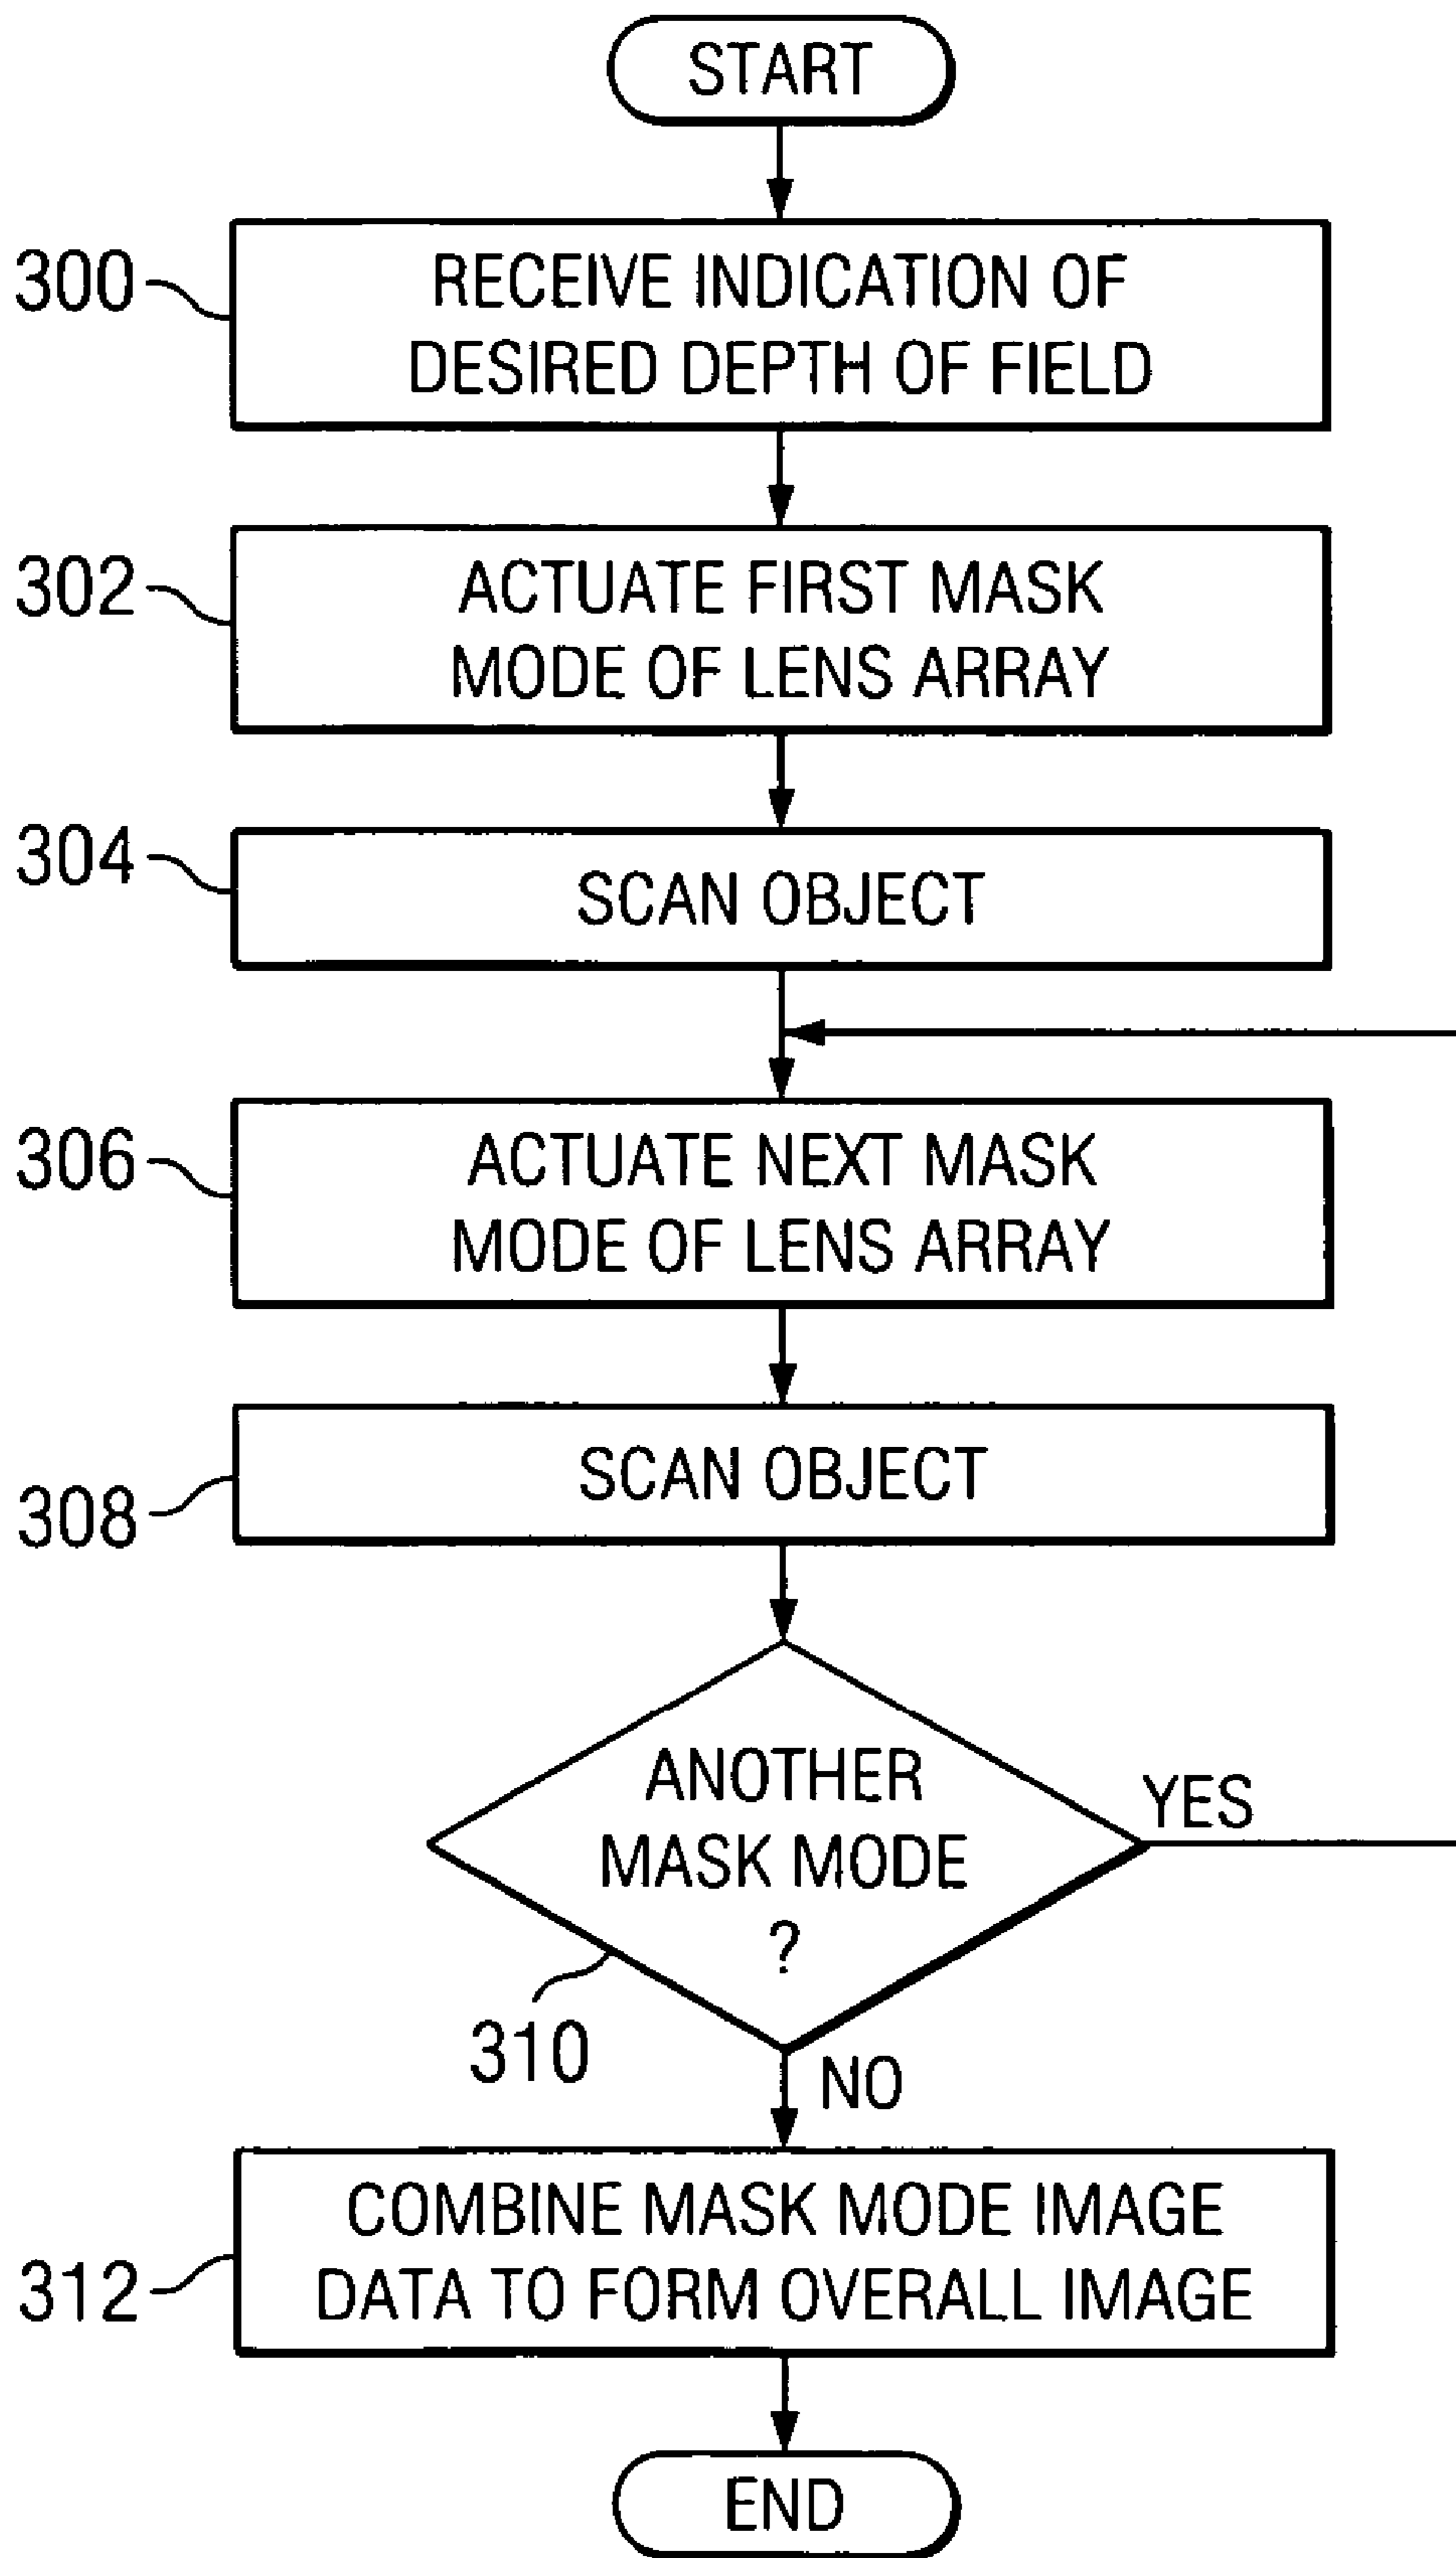 START
300
RECEIVE INDICATION OF
DESIRED DEPTH OF FIELD
302
ACTUATE FIRST MASK
MODE OF LENS ARRAY
304
SCAN OBJECT
306
ACTUATE NEXT MASK
MODE OF LENS ARRAY
308
SCAN OBJECT
ANOTHER
MASK MODE
?
YES
310
NO
312
COMBINE MASK MODE IMAGE
DATA TO FORM OVERALL IMAGE
END